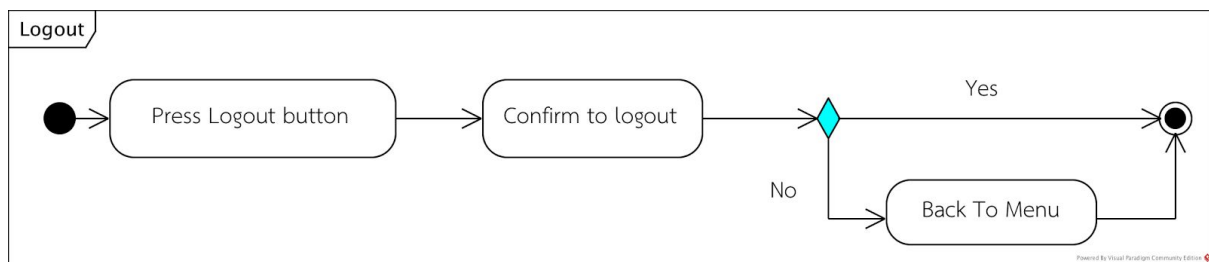 Logout
Press Logout button
Confirm to logout
Yes
No
Back To Menu
Powered By Visual Paradigm Community Edition